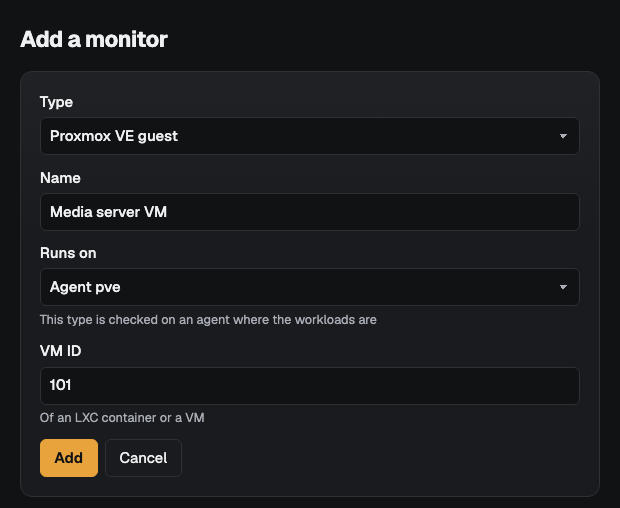 Add a monitor
Type
Proxmox VE guest
Name
Media server VM
Runs on
Agent pve
This type is checked on an agent where the workloads are
VM ID
101
Of an LXC container or a VM
Add
Cancel